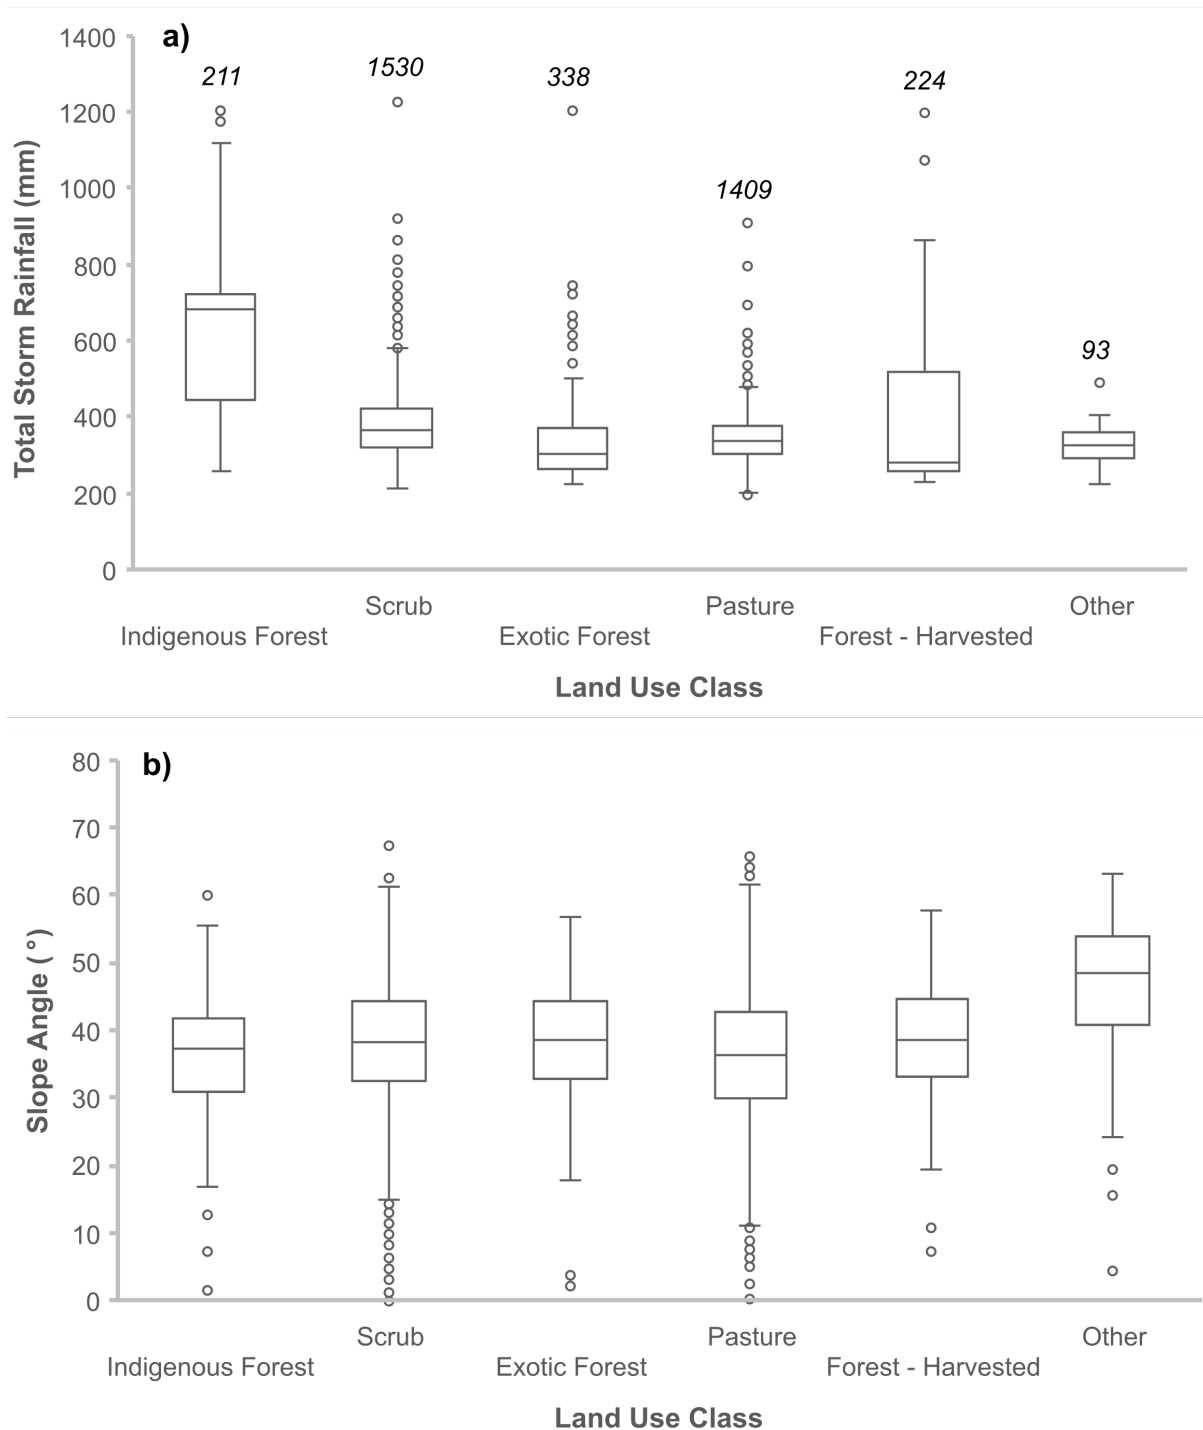 a)
1400
1200
1000
800
600
400
200
0
Total Storm Rainfall (mm)
211
1530
338
1409
224
93
Scrub
Pasture
Other
Indigenous Forest
Exotic Forest
Forest - Harvested
Land Use Class
b)
80
70
60
50
40
30
20
10
0
Slope Angle ( ° )
Scrub
Pasture
Other
Indigenous Forest
Exotic Forest
Forest - Harvested
Land Use Class